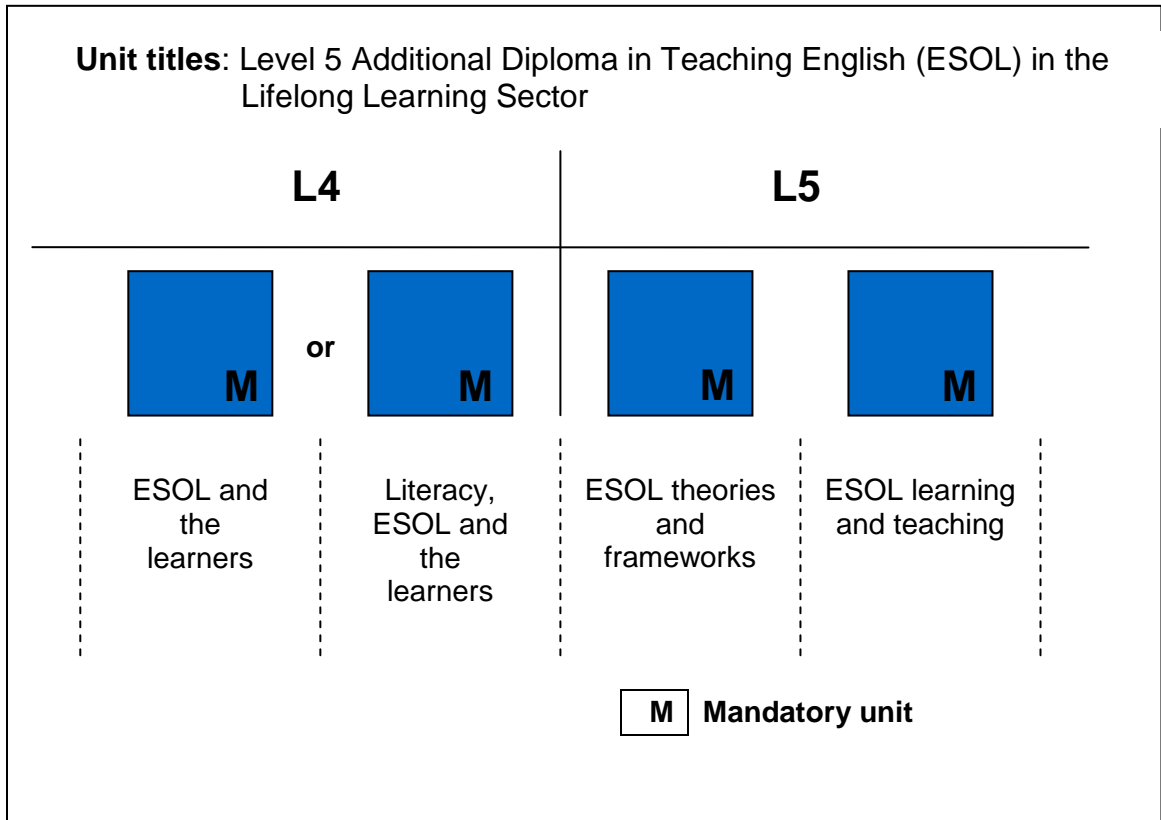 Unit titles: Level 5 Additional Diploma in Teaching English (ESOL) in the
Lifelong Learning Sector
L4
L5
M
or
M
M
M
ESOL and
the
learners
Literacy,
ESOL and
the
learners
ESOL theories
and
frameworks
ESOL learning
and teaching
M Mandatory unit